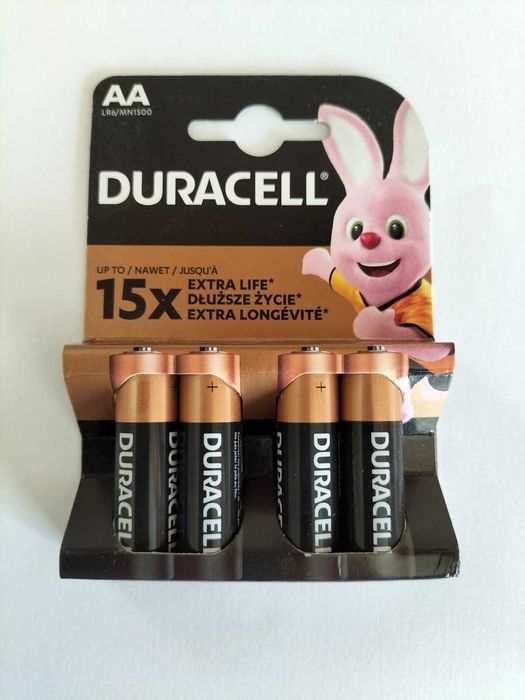 AA
LR6/MN1500
DURACELL®
UP TO / NAWET / JUSQU'À
15X
EXTRA LIFE*
DŁUŻSZE ŻYCIE*
EXTRA LONGÉVITÉ*
+
+
DURACELL
DURACELL
DURACELL
DURACELL